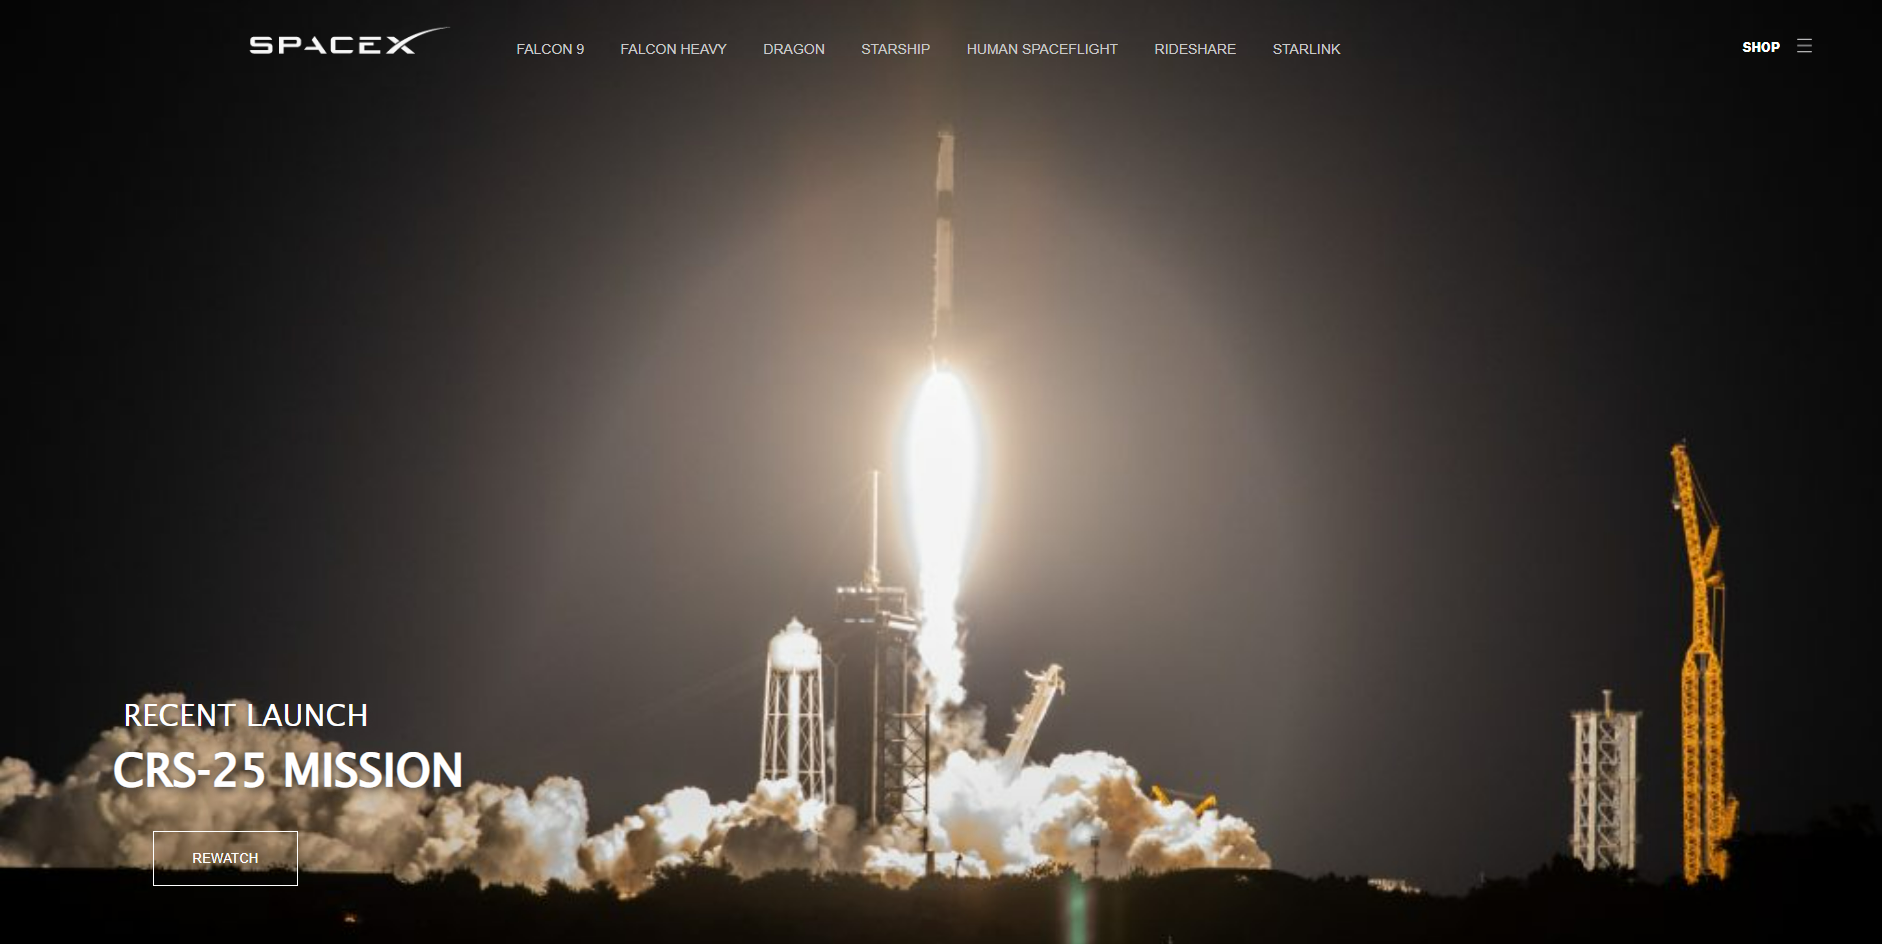 SPACEX
FALCON 9
FALCON HEAVY
DRAGON
STARSHIP
HUMAN SPACEFLIGHT
RIDESHARE
STARLINK
SHOP
RECENT LAUNCH
CRS-25 MISSION
REWATCH